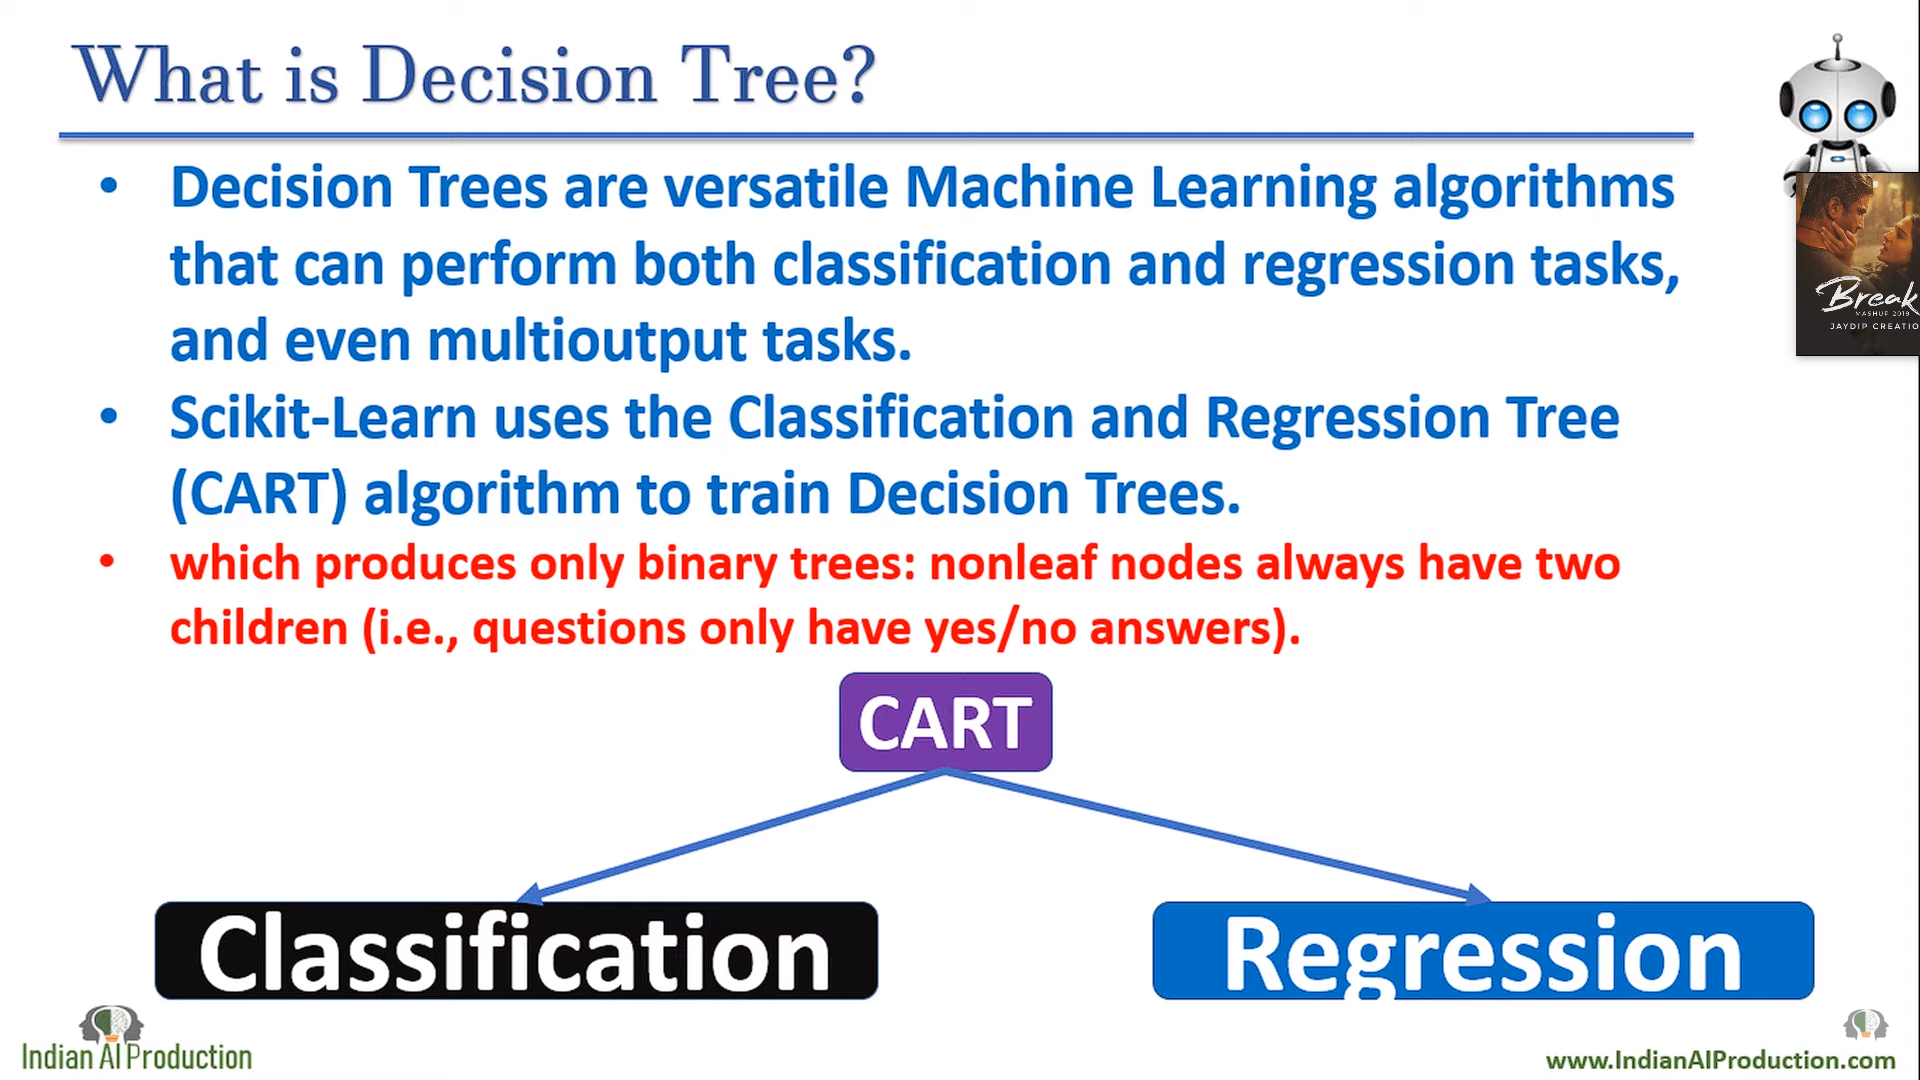 What is Decision Tree?
• Decision Trees are versatile Machine Learning algorithms
that can perform both classification and regression tasks,
and even multioutput tasks.
• Scikit-Learn uses the Classification and Regression Tree
(CART) algorithm to train Decision Trees.
• which produces only binary trees: nonleaf nodes always have two
children (i.e., questions only have yes/no answers).
Break
MASHUP 2019
JAYDIP CREATIO
CART
Classification
Regression
Indian AI Production
www.IndianAIProduction.com